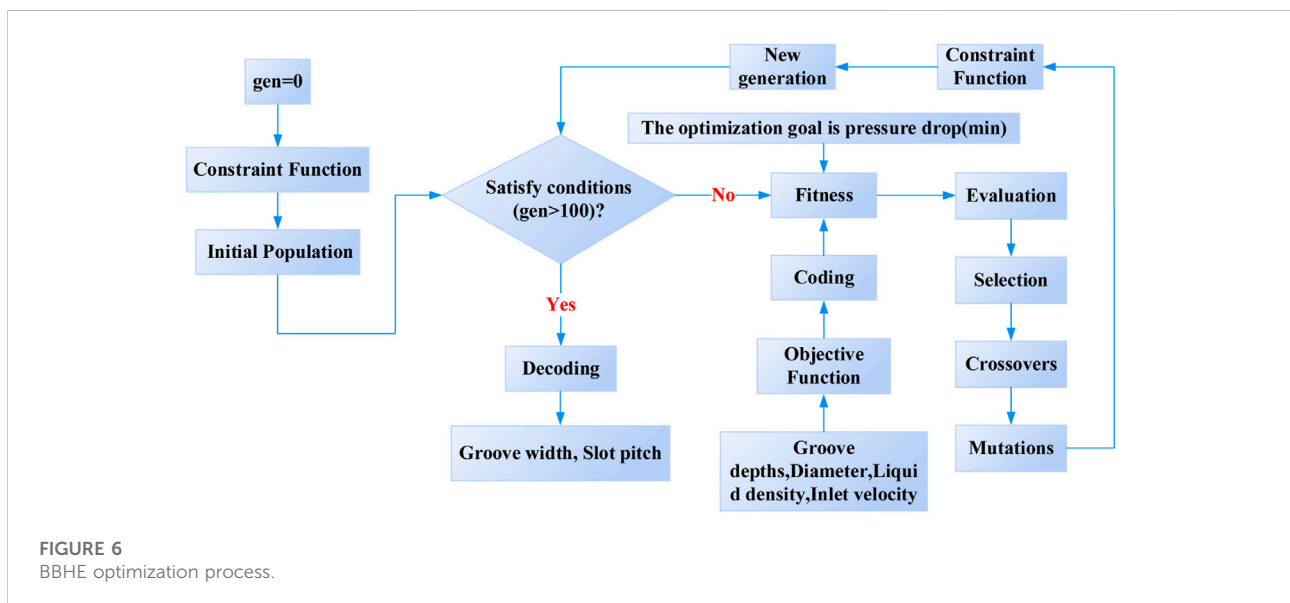 gen=0
Constraint Function
Initial Population
Satisfy conditions
(gen>100)?
No
Yes
Decoding
Groove width, Slot pitch
New
generation
Constraint
Function
The optimization goal is pressure drop(min)
Fitness
Evaluation
Coding
Selection
Objective
Function
Crossovers
Groove
depths,Diameter,Liqui
d density,Inlet velocity
Mutations
FIGURE 6
BBHE optimization process.